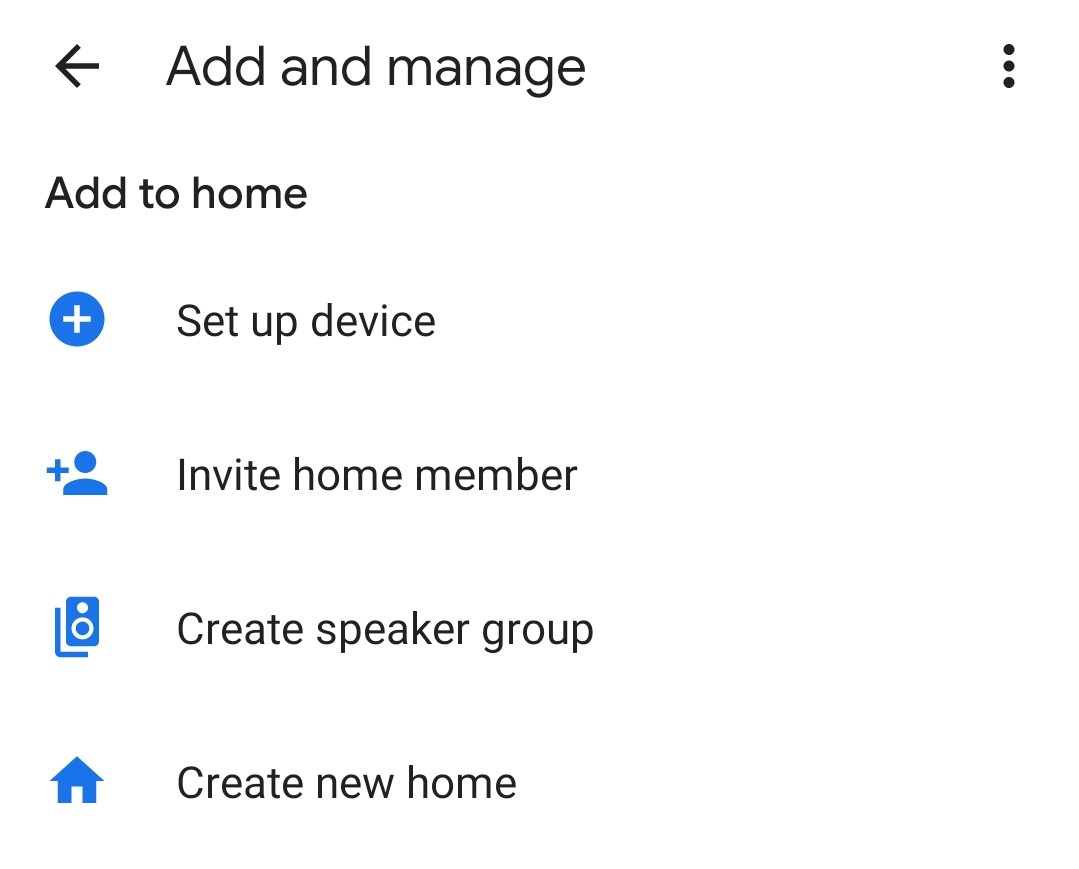 Add and manage
Add to home
Set up device
Invite home member
Create speaker group
Create new home